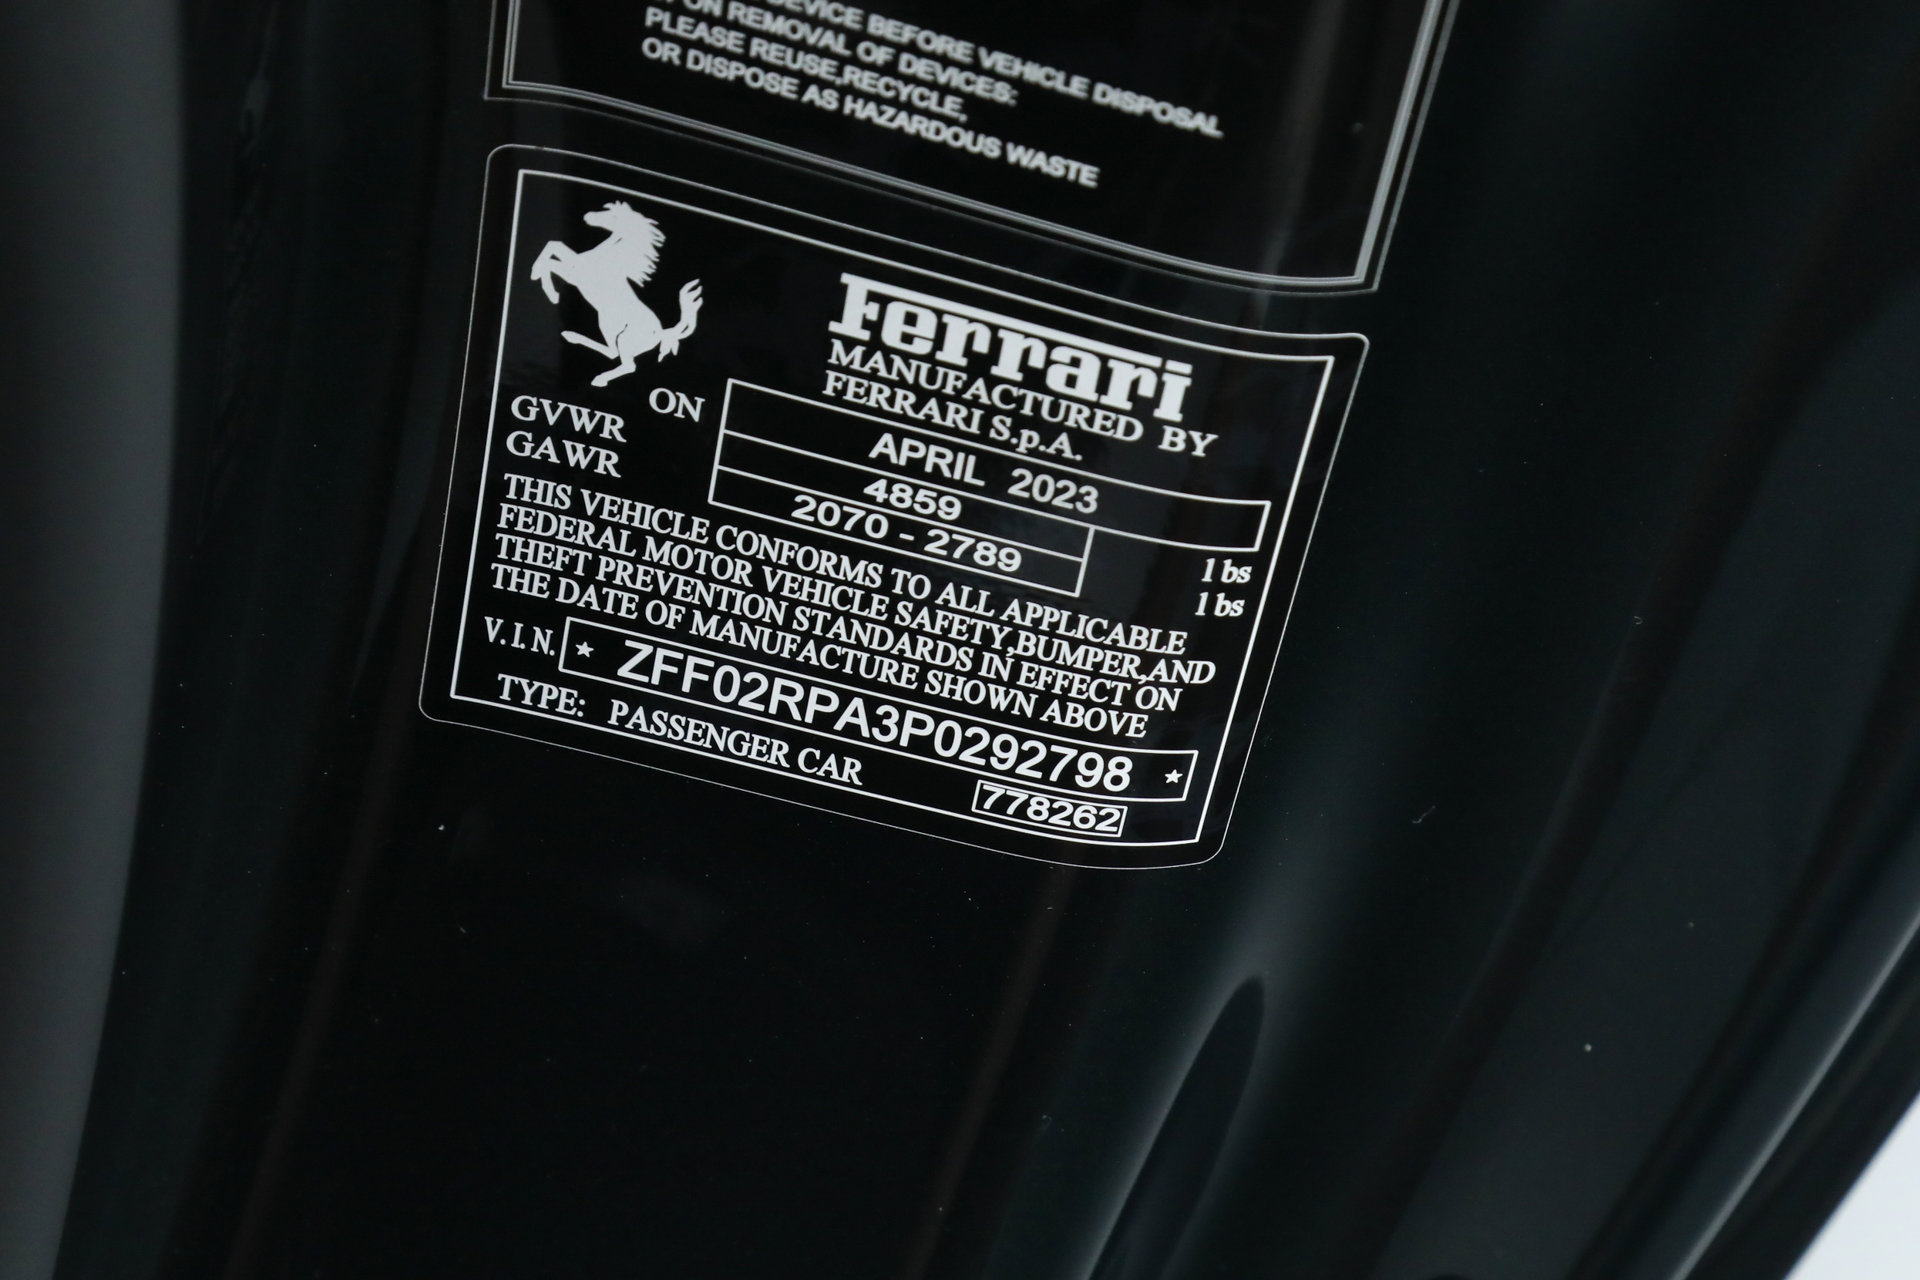 DEVICE BEFORE VEHICLE DISPOSAL
ON REMOVAL OF DEVICES:
PLEASE REUSE,RECYCLE,
OR DISPOSE AS HAZARDOUS WASTE
Ferrari
MANUFACTURED BY
FERRARI S.p.A.
ON APRIL 2023
GVWR 4859 lbs
GAWR 2070 - 2789 lbs
THIS VEHICLE CONFORMS TO ALL APPLICABLE
FEDERAL MOTOR VEHICLE SAFETY,BUMPER,AND
THEFT PREVENTION STANDARDS IN EFFECT ON
THE DATE OF MANUFACTURE SHOWN ABOVE
V.I.N. ★ ZFF02RPA3P0292798 ★
TYPE: PASSENGER CAR 778262